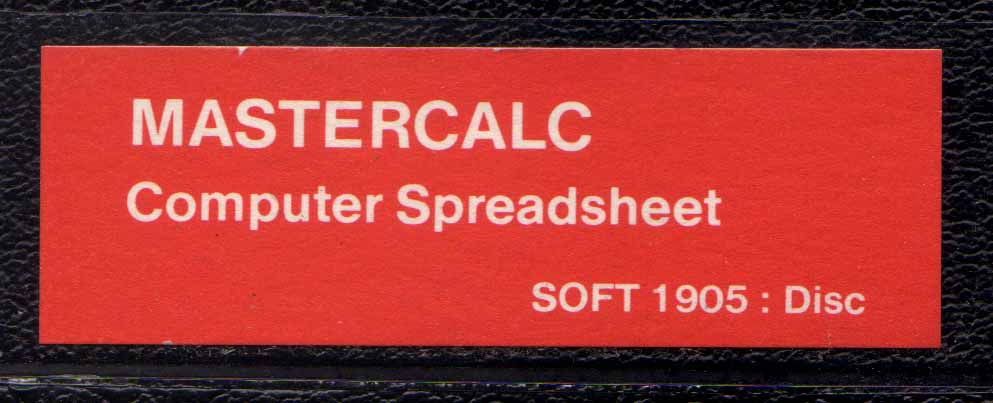 MASTERCALC
Computer Spreadsheet
SOFT 1905 : Disc